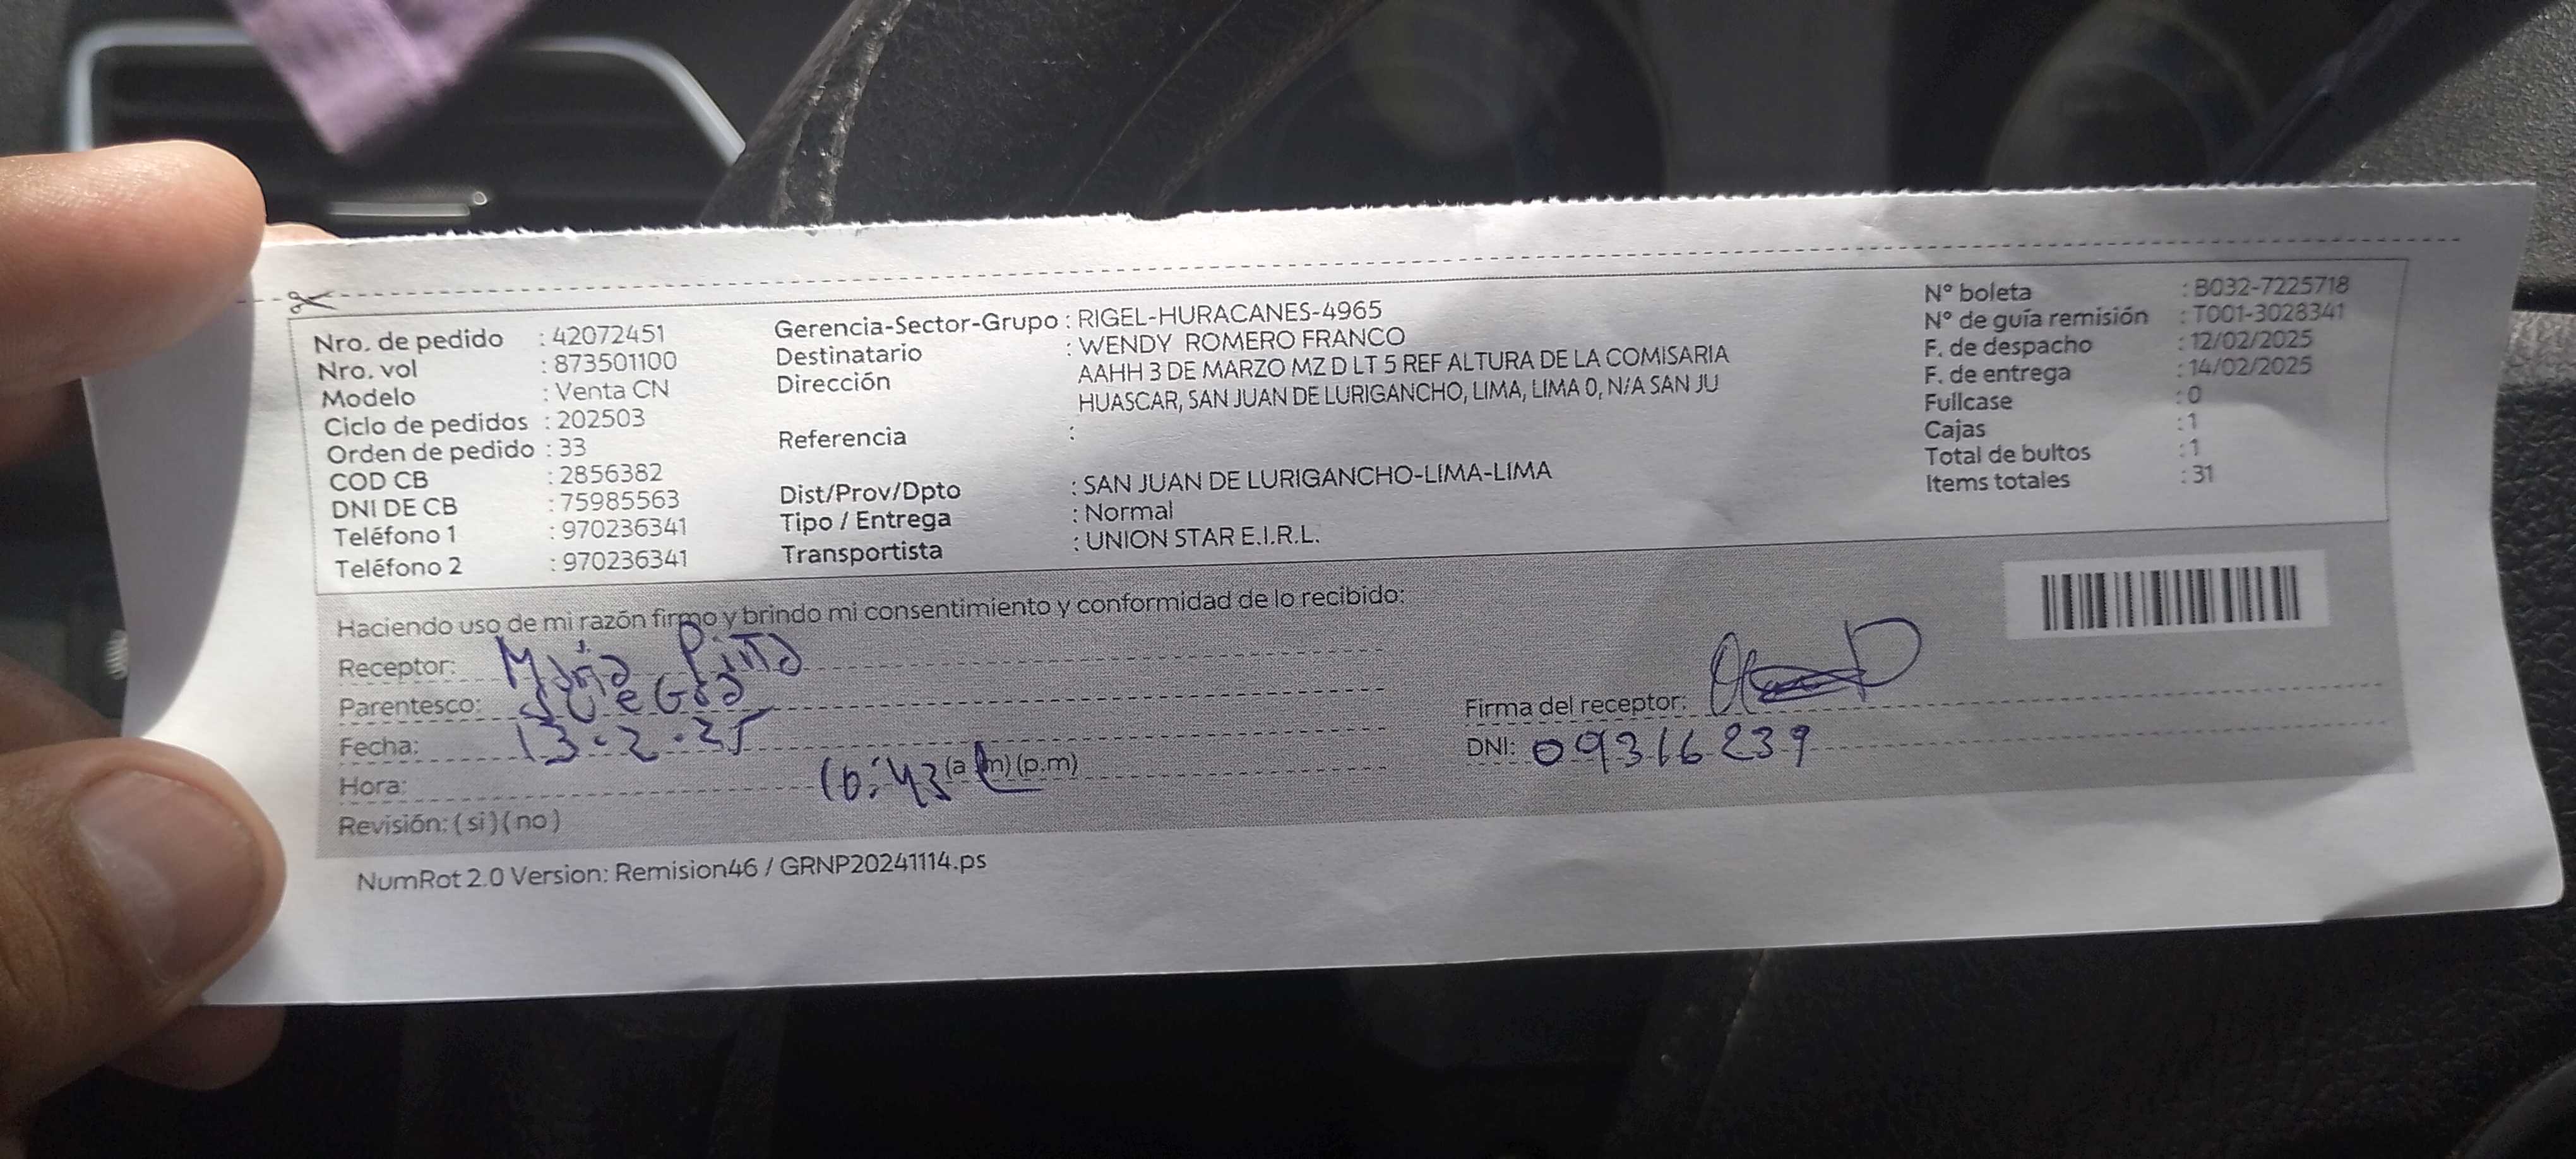 Nro. de pedido : 42072451
Nro. vol : 873501100
Modelo : Venta CN
Ciclo de pedidos : 202503
Orden de pedido : 33
COD CB : 2856382
DNI DE CB : 75985563
Teléfono 1 : 970236341
Teléfono 2 : 970236341
Gerencia-Sector-Grupo : RIGEL-HURACANES-4965
Destinatario : WENDY ROMERO FRANCO
Dirección AAHH 3 DE MARZO MZ D LT 5 REF ALTURA DE LA COMISARIA
HUASCAR, SAN JUAN DE LURIGANCHO, LIMA, LIMA 0, N/A SAN JU
Referencia :
Dist/Prov/Dpto : SAN JUAN DE LURIGANCHO-LIMA-LIMA
Tipo / Entrega : Normal
Transportista : UNION STAR E.I.R.L.
N° boleta : B032-7225718
N° de guía remisión : T001-3028341
F. de despacho : 12/02/2025
F. de entrega : 14/02/2025
Fullcase : 0
Cajas : 1
Total de bultos : 1
Items totales : 31
Haciendo uso de mi razón firmo y brindo mi consentimiento y conformidad de lo recibido:
Receptor: María Pinto
Parentesco: SUeGra
Fecha: 13-2-25
Hora: 10:43 (a.m) (p.m)
Revisión: ( si ) ( no )
Firma del receptor:
DNI: 09316239
NumRot 2.0 Version: Remision46 / GRNP20241114.ps